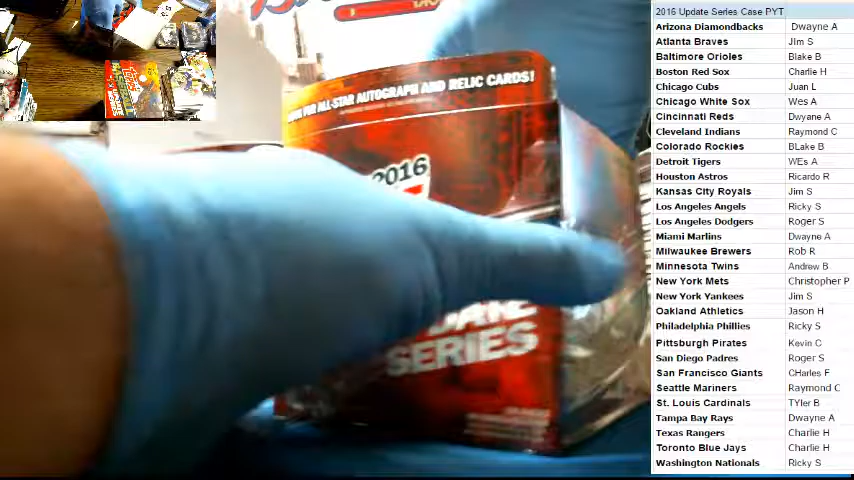 2016 Update Series Case PYT
Arizona Diamondbacks Dwayne A
Atlanta Braves Jim S
Baltimore Orioles Blake B
Boston Red Sox Charlie H
Chicago Cubs Juan L
Chicago White Sox Wes A
Cincinnati Reds Dwyane A
Cleveland Indians Raymond C
Colorado Rockies BLake B
Detroit Tigers WEs A
Houston Astros Ricardo R
Kansas City Royals Jim S
Los Angeles Angels Ricky S
Los Angeles Dodgers Roger S
Miami Marlins Dwayne A
Milwaukee Brewers Rob R
Minnesota Twins Andrew B
New York Mets Christopher P
New York Yankees Jim S
Oakland Athletics Jason H
Philadelphia Phillies Ricky S
Pittsburgh Pirates Kevin C
San Diego Padres Roger S
San Francisco Giants CHarles F
Seattle Mariners Raymond C
St. Louis Cardinals TYler B
Tampa Bay Rays Dwayne A
Texas Rangers Charlie H
Toronto Blue Jays Charlie H
Washington Nationals Ricky S
FOR ALL-STAR AUTOGRAPH AND RELIC CARDS!
2016
SERIES